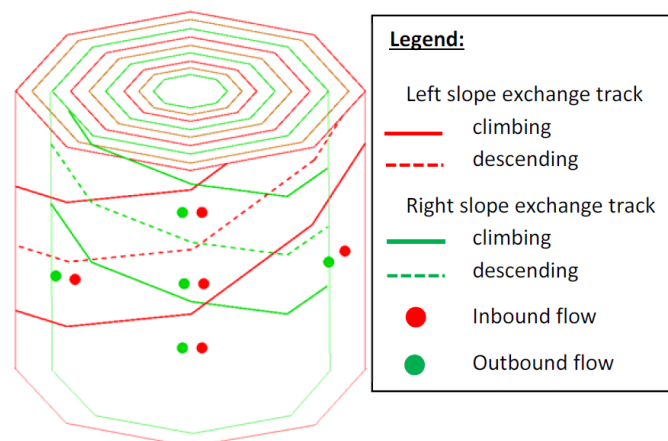 Legend:
Left slope exchange track
climbing
descending
Right slope exchange track
climbing
descending
Inbound flow
Outbound flow